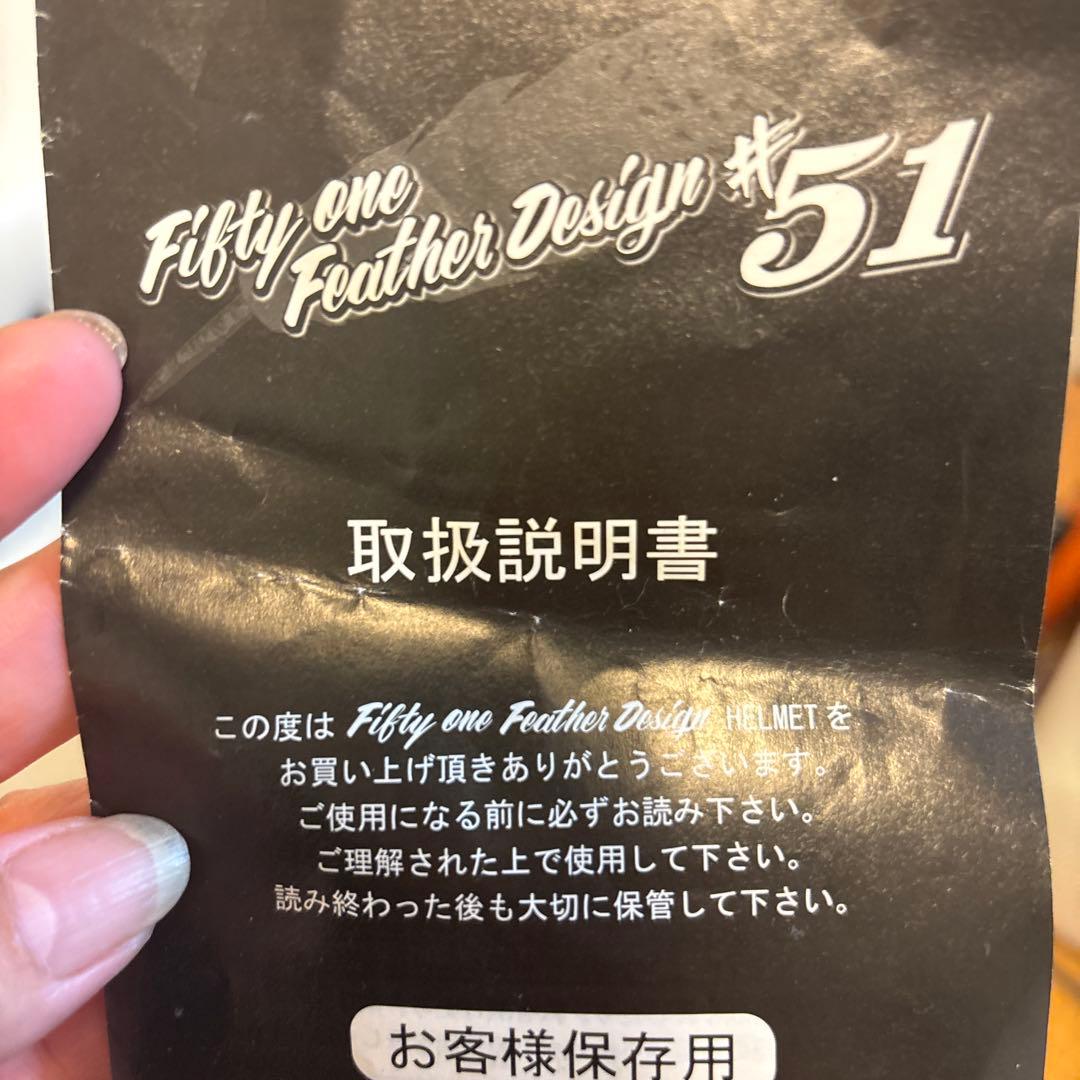 Fifty one
Feather Design #51
取扱説明書
この度は Fifty one Feather Design HELMET を
お買い上げ頂きありがとうございます。
ご使用になる前に必ずお読み下さい。
ご理解された上で使用して下さい。
読み終わった後も大切に保管して下さい。
お客様保存用